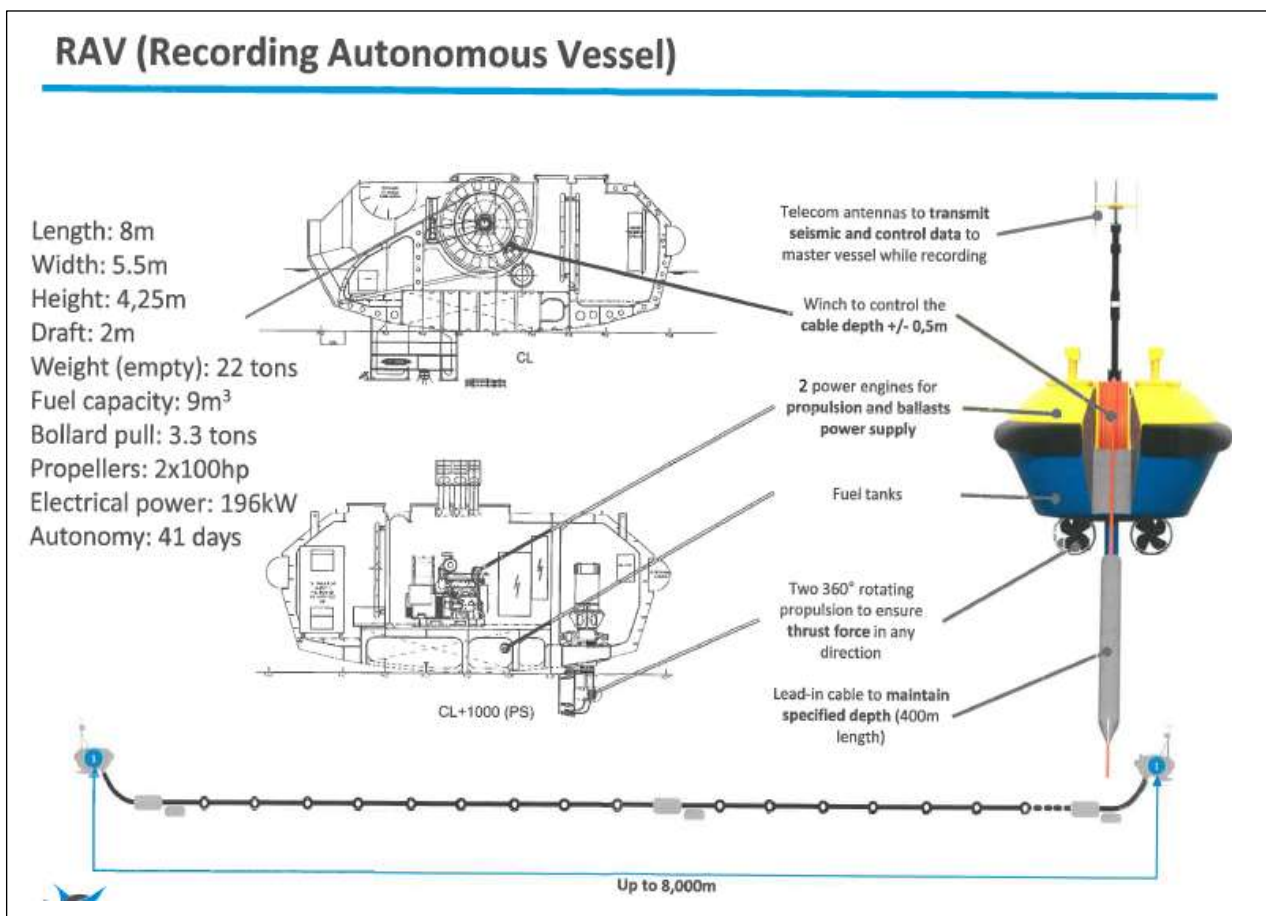 RAV (Recording Autonomous Vessel)
Length: 8m
Width: 5.5m
Height: 4,25m
Draft: 2m
Weight (empty): 22 tons
Fuel capacity: 9m³
Bollard pull: 3.3 tons
Propellers: 2x100hp
Electrical power: 196kW
Autonomy: 41 days
CL
CL+1000 (PS)
Telecom antennas to transmit
seismic and control data to
master vessel while recording
Winch to control the
cable depth +/- 0,5m
2 power engines for
propulsion and ballasts
power supply
Fuel tanks
Two 360° rotating
propulsion to ensure
thrust force in any
direction
Lead-in cable to maintain
specified depth (400m
length)
1
1
Up to 8,000m